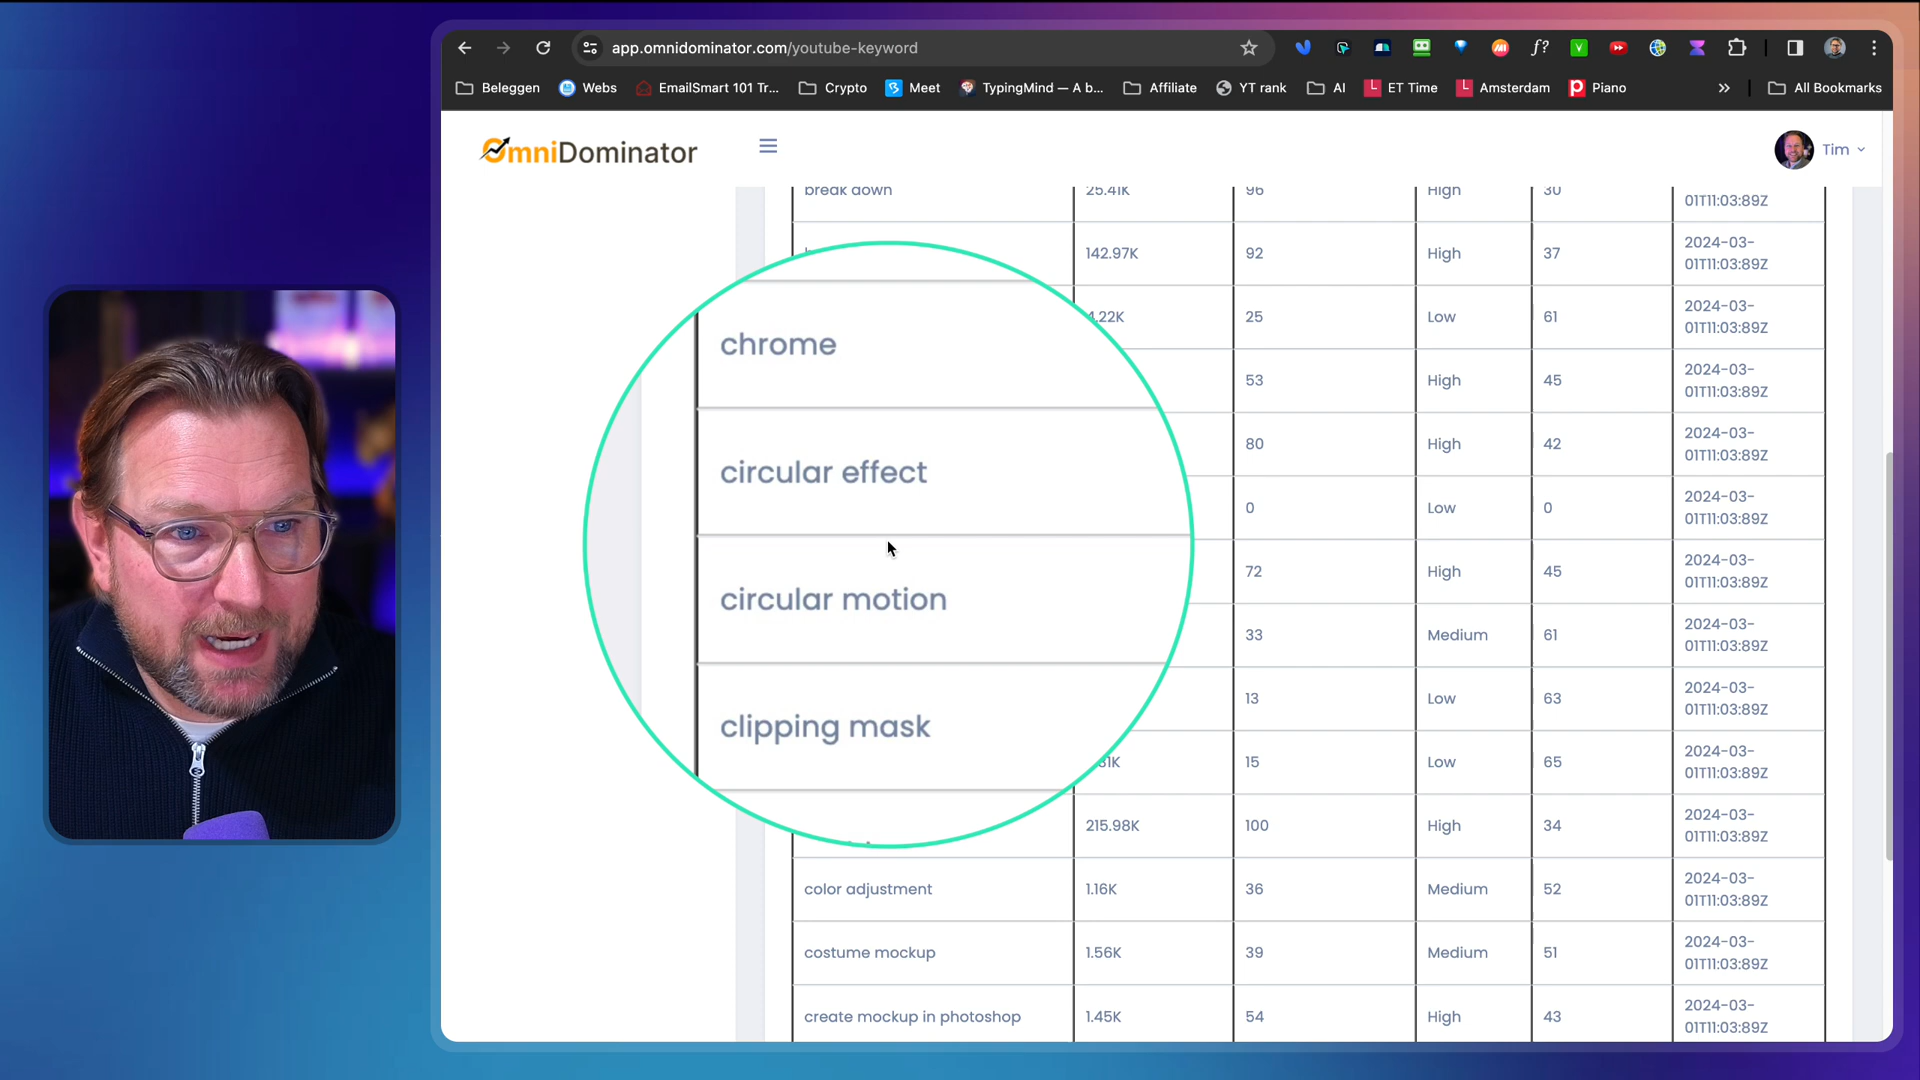 app.omnidominator.com/youtube-keyword
Beleggen Webs EmailSmart 101 Tr... Crypto Meet TypingMind — A b... Affiliate YT rank AI ET Time Amsterdam Piano » All Bookmarks
OmniDominator Tim
break down 25.41K 96 High 30 01T11:03:89Z
142.97K 92 High 37 2024-03-
01T11:03:89Z
25 Low 61 2024-03-
01T11:03:89Z
chrome
53 High 45 2024-03-
01T11:03:89Z
80 High 42 2024-03-
01T11:03:89Z
circular effect
0 Low 0 2024-03-
01T11:03:89Z
72 High 45 2024-03-
01T11:03:89Z
circular motion
33 Medium 61 2024-03-
01T11:03:89Z
13 Low 63 2024-03-
01T11:03:89Z
clipping mask
15 Low 65 2024-03-
01T11:03:89Z
215.98K 100 High 34 2024-03-
01T11:03:89Z
color adjustment 1.16K 36 Medium 52 2024-03-
01T11:03:89Z
costume mockup 1.56K 39 Medium 51 2024-03-
01T11:03:89Z
create mockup in photoshop 1.45K 54 High 43 2024-03-
01T11:03:89Z